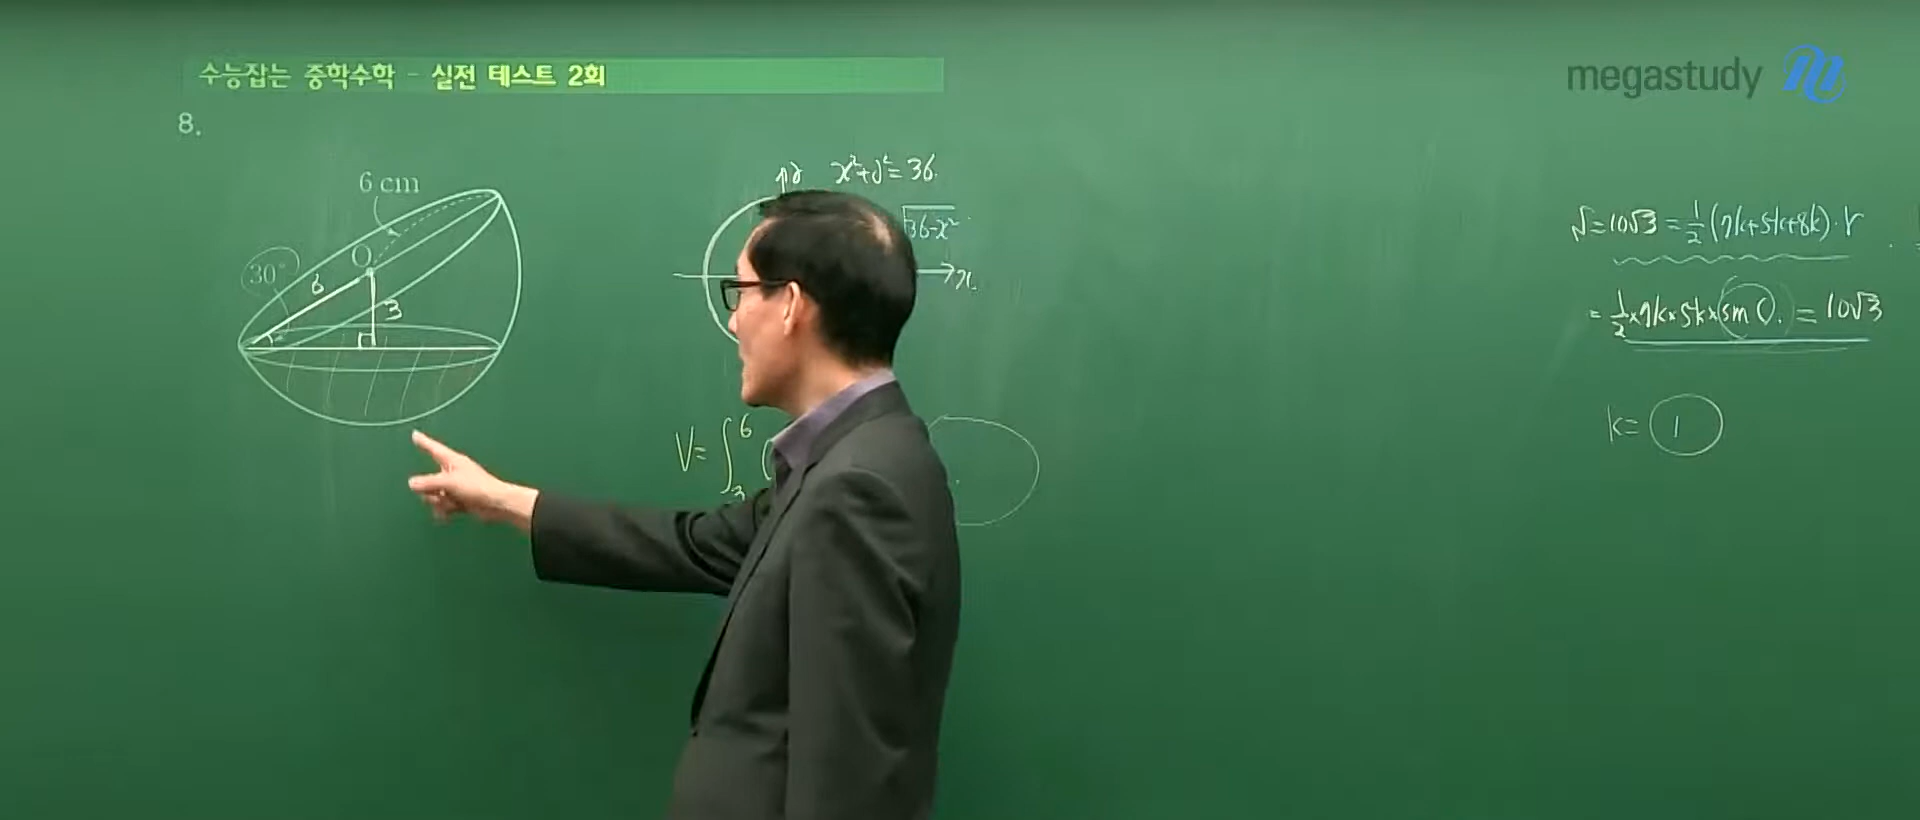 수능잡는 중학수학 - 실전 테스트 2회
megastudy
8.
6 cm
30°
O
6
3
x²+y²=36
√36-x²
x
V= ∫₃⁶ (
S=10√3=½(7k+5k+8k)·r
=½×7k×5k×sin C.=10√3
k=1